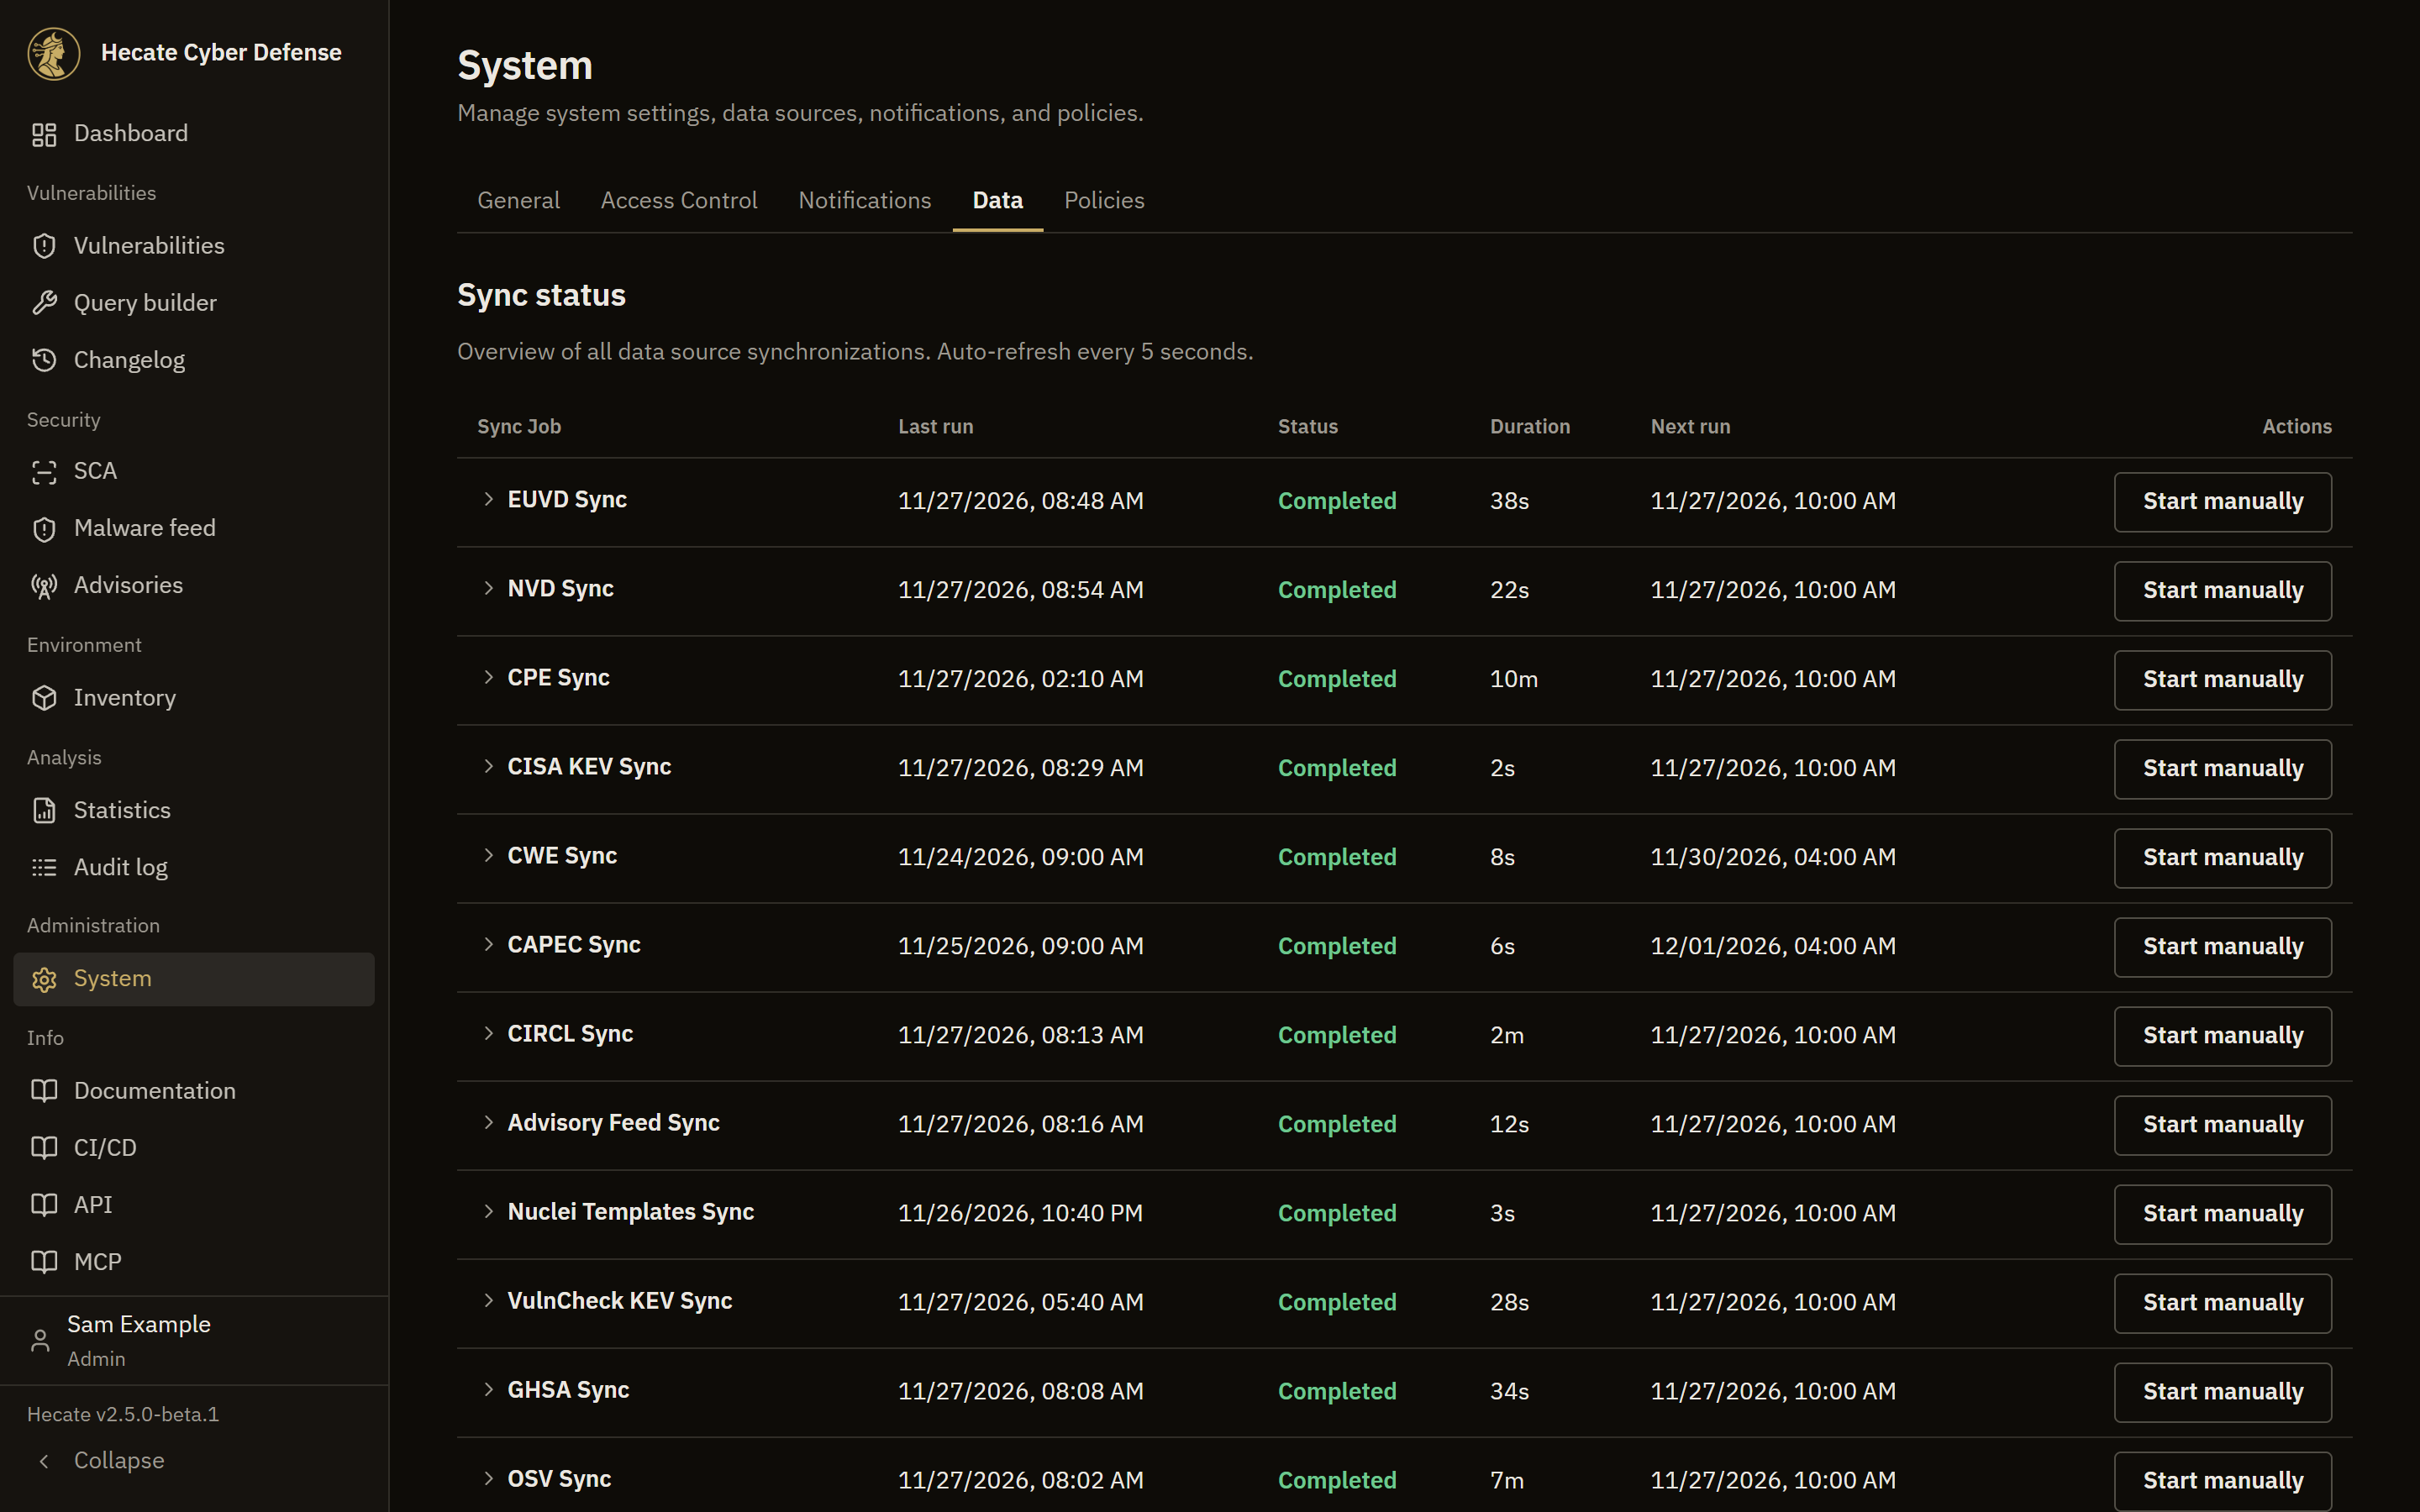 Hecate Cyber Defense
Dashboard
Vulnerabilities
Vulnerabilities
Query builder
Changelog
Security
SCA
Malware feed
Advisories
Environment
Inventory
Analysis
Statistics
Audit log
Administration
System
Info
Documentation
CI/CD
API
MCP
Sam Example
Admin
Hecate v2.5.0-beta.1
Collapse
System
Manage system settings, data sources, notifications, and policies.
General Access Control Notifications Data Policies
Sync status
Overview of all data source synchronizations. Auto-refresh every 5 seconds.
Sync Job Last run Status Duration Next run Actions
EUVD Sync 11/27/2026, 08:48 AM Completed 38s 11/27/2026, 10:00 AM Start manually
NVD Sync 11/27/2026, 08:54 AM Completed 22s 11/27/2026, 10:00 AM Start manually
CPE Sync 11/27/2026, 02:10 AM Completed 10m 11/27/2026, 10:00 AM Start manually
CISA KEV Sync 11/27/2026, 08:29 AM Completed 2s 11/27/2026, 10:00 AM Start manually
CWE Sync 11/24/2026, 09:00 AM Completed 8s 11/30/2026, 04:00 AM Start manually
CAPEC Sync 11/25/2026, 09:00 AM Completed 6s 12/01/2026, 04:00 AM Start manually
CIRCL Sync 11/27/2026, 08:13 AM Completed 2m 11/27/2026, 10:00 AM Start manually
Advisory Feed Sync 11/27/2026, 08:16 AM Completed 12s 11/27/2026, 10:00 AM Start manually
Nuclei Templates Sync 11/26/2026, 10:40 PM Completed 3s 11/27/2026, 10:00 AM Start manually
VulnCheck KEV Sync 11/27/2026, 05:40 AM Completed 28s 11/27/2026, 10:00 AM Start manually
GHSA Sync 11/27/2026, 08:08 AM Completed 34s 11/27/2026, 10:00 AM Start manually
OSV Sync 11/27/2026, 08:02 AM Completed 7m 11/27/2026, 10:00 AM Start manually